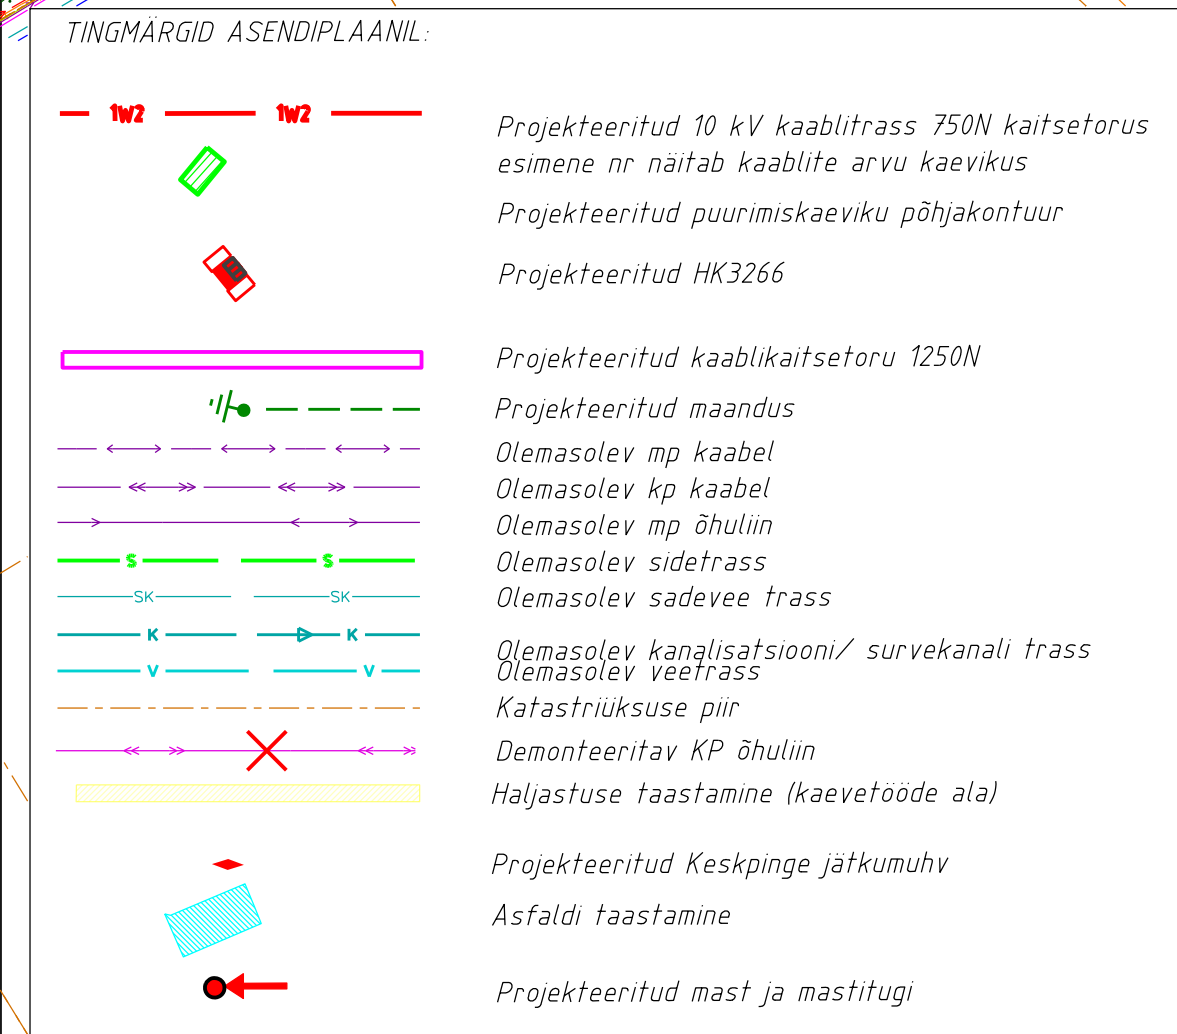 TINGMÄRGID ASENDIPLAANIL:
1W2 1W2
Projekteeritud 10 kV kaablitrass 750N kaitsetorus
esimene nr näitab kaablite arvu kaevikus
Projekteeritud puurimiskaeviku põhjakontuur
Projekteeritud HK3266
Projekteeritud kaablikaitsetoru 1250N
Projekteeritud maandus
Olemasolev mp kaabel
Olemasolev kp kaabel
Olemasolev mp õhuliin
S S Olemasolev sidetrass
SK SK Olemasolev sadevee trass
K K Olemasolev kanalisatsiooni/ survekanali trass
V V Olemasolev veetrass
Katastriüksuse piir
Demonteeritav KP õhuliin
Haljastuse taastamine (kaevetööde ala)
Projekteeritud Keskpinge jätkumuhv
Asfaldi taastamine
Projekteeritud mast ja mastitugi